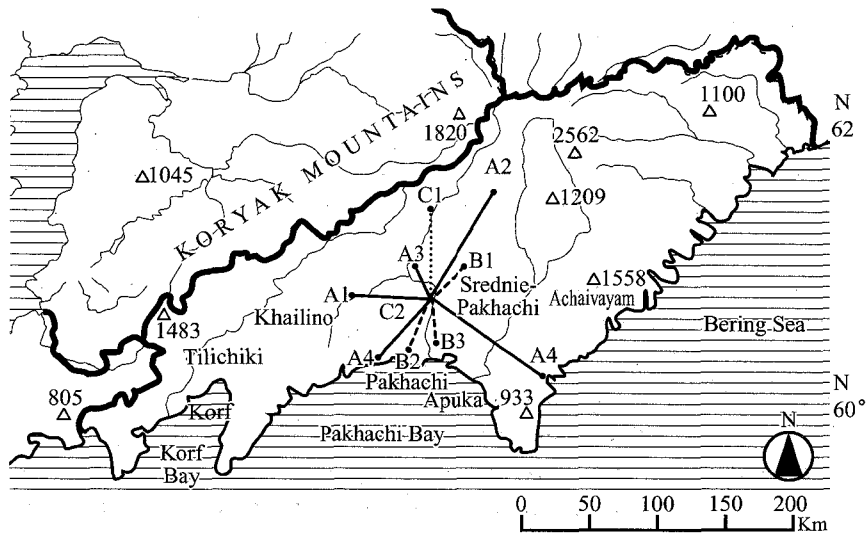 1100
N
62
1820
2562
A2
1045
KORYAK MOUNTAINS
1209
C1
A3
B1
Srednie-
Pakhachi
1558
Achaivayam
A1
C2
Khailino
Bering Sea
1483
Tilichiki
A4
B2
B3
A4
Pakhachi
Apuka
933
N
60°
805
Korf
Pakhachi Bay
Korf
Bay
N
0 50 100 150 200
Km